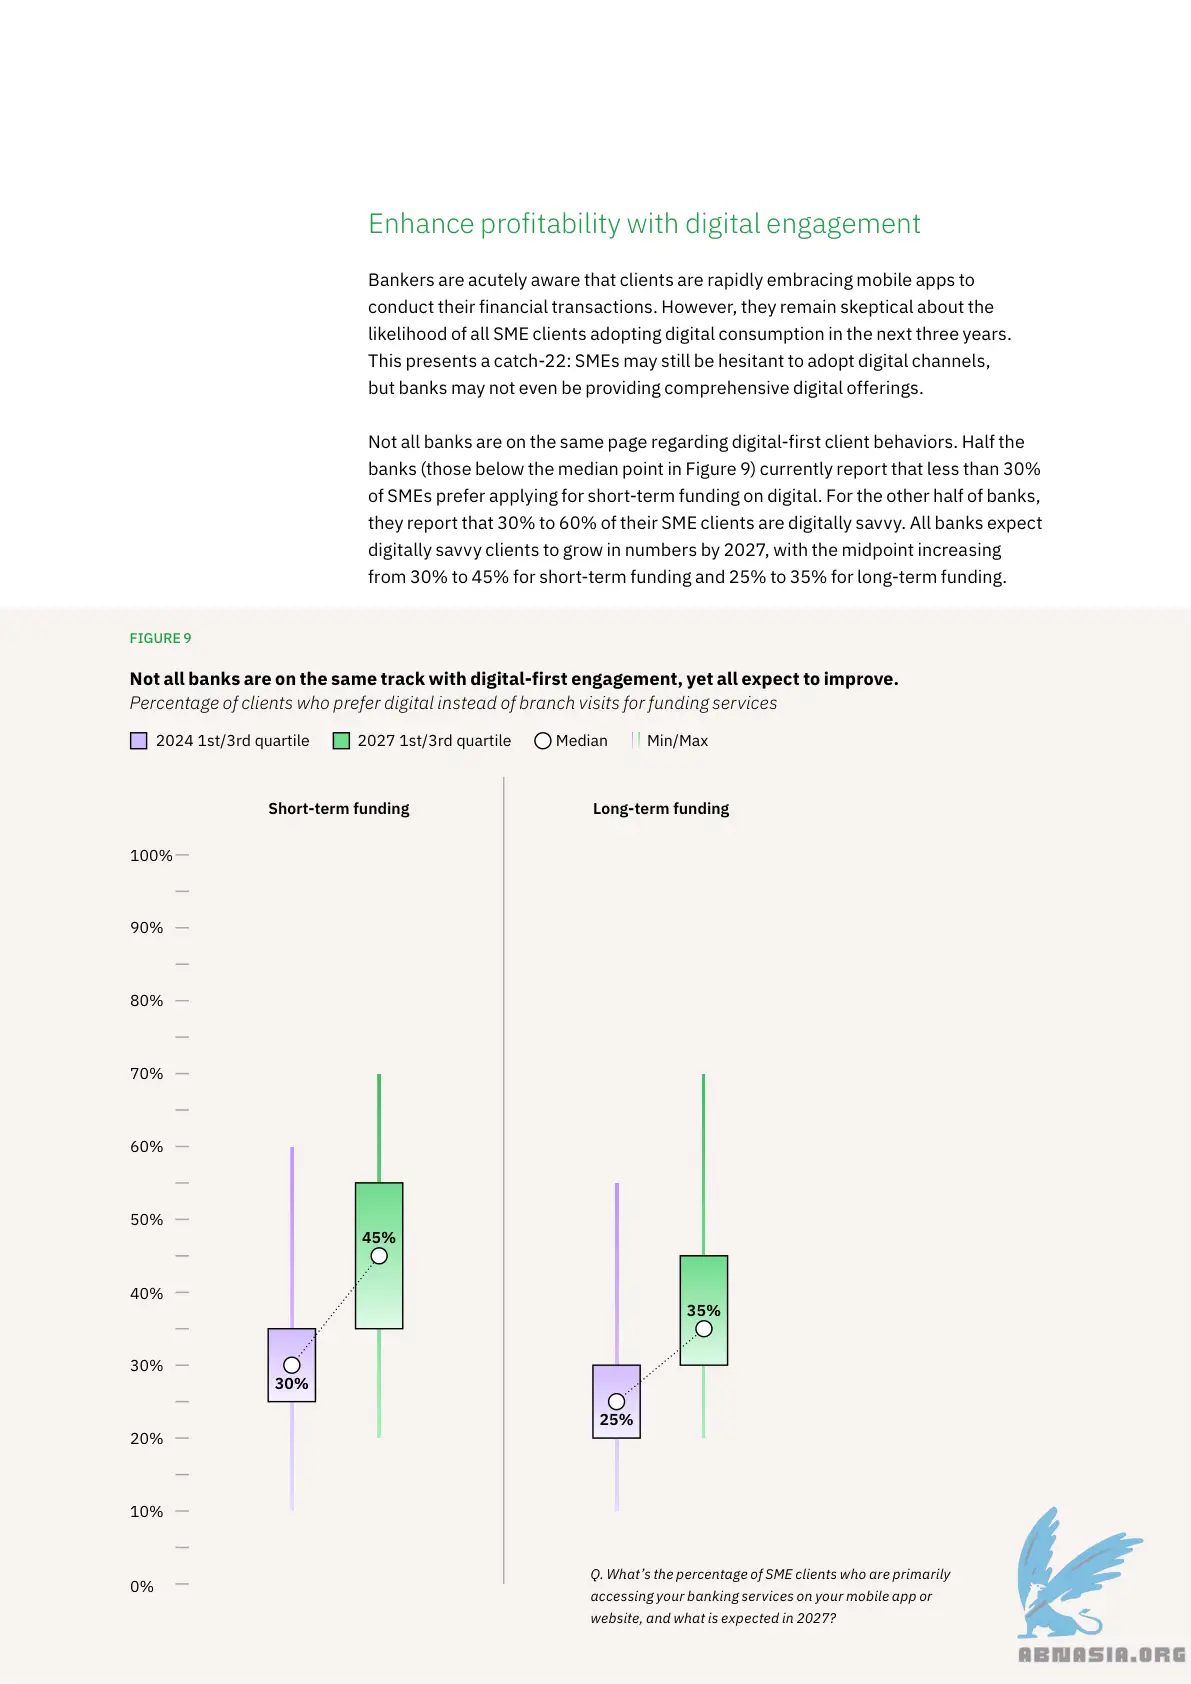 Enhance profitability with digital engagement
Bankers are acutely aware that clients are rapidly embracing mobile apps to
conduct their financial transactions. However, they remain skeptical about the
likelihood of all SME clients adopting digital consumption in the next three years.
This presents a catch-22: SMEs may still be hesitant to adopt digital channels,
but banks may not even be providing comprehensive digital offerings.
Not all banks are on the same page regarding digital-first client behaviors. Half the
banks (those below the median point in Figure 9) currently report that less than 30%
of SMEs prefer applying for short-term funding on digital. For the other half of banks,
they report that 30% to 60% of their SME clients are digitally savvy. All banks expect
digitally savvy clients to grow in numbers by 2027, with the midpoint increasing
from 30% to 45% for short-term funding and 25% to 35% for long-term funding.
FIGURE 9
Not all banks are on the same track with digital-first engagement, yet all expect to improve.
Percentage of clients who prefer digital instead of branch visits for funding services
2024 1st/3rd quartile 2027 1st/3rd quartile Median Min/Max
Short-term funding Long-term funding
100%
90%
80%
70%
60%
50%
45%
40%
35%
30%
30%
25%
20%
10%
0%
Q. What's the percentage of SME clients who are primarily
accessing your banking services on your mobile app or
website, and what is expected in 2027?
ABNASIA.ORG